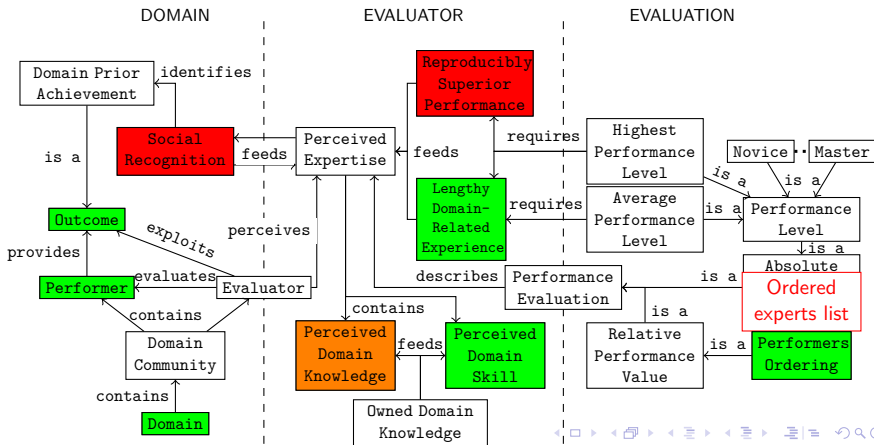 DOMAIN
EVALUATOR
EVALUATION
Domain Prior
Achievement
identifies
Social
Recognition
feeds
is a
Outcome
exploits
provides
Performer
evaluates
Evaluator
contains
Domain
Community
contains
Domain
perceives
Perceived
Expertise
feeds
Reproducibly
Superior
Performance
Lengthy
Domain-
Related
Experience
requires
requires
describes
contains
Perceived
Domain
Knowledge
feeds
Perceived
Domain
Skill
Owned Domain
Knowledge
Highest
Performance
Level
Average
Performance
Level
Novice
Master
is a
is a
is a
Performance
Level
is a
Absolute
Ordered
experts list
is a
Performance
Evaluation
is a
Relative
Performance
Value
is a
Performers
Ordering